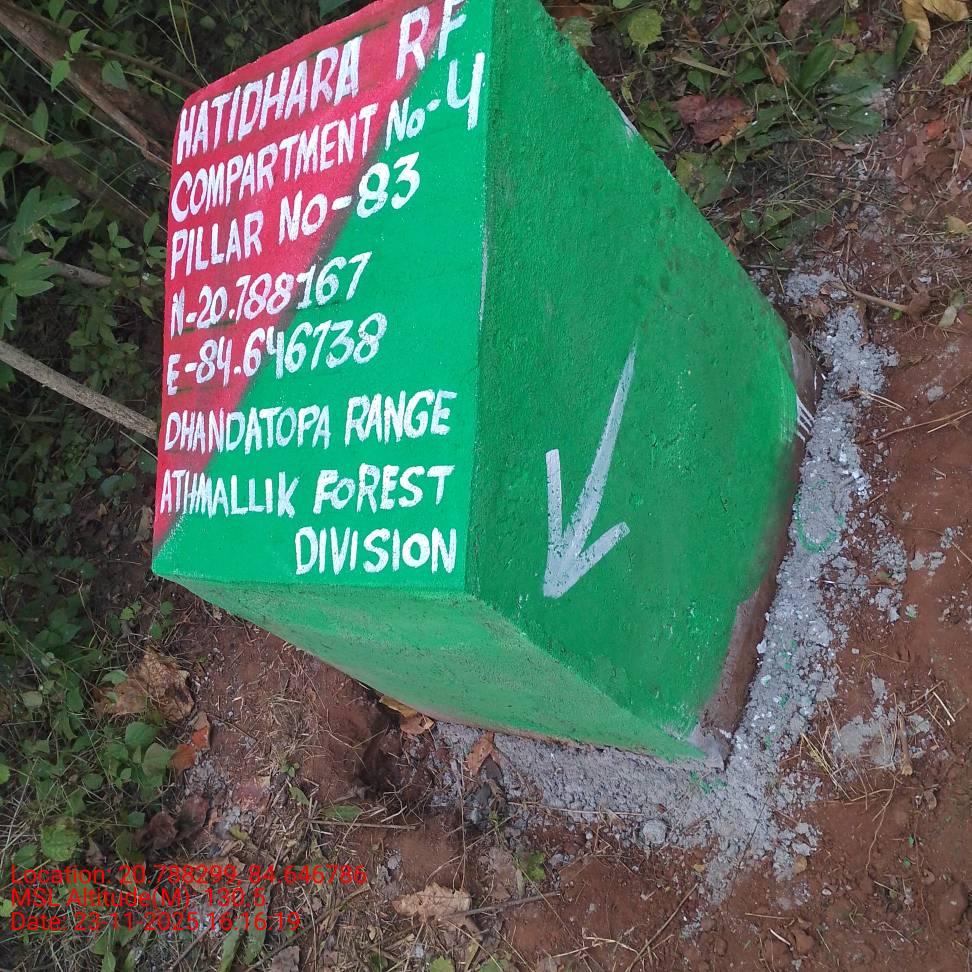 HATIDHARA RF
COMPARTMENT No-4
PILLAR No-83
N-20.788167
E-84.646738
DHANDATOPA RANGE
ATHMALLIK FOREST
DIVISION
Location: 20.788299, 84.646786
MSL Altitude(M): 130.5
Date: 23-11-2025 16:16:19